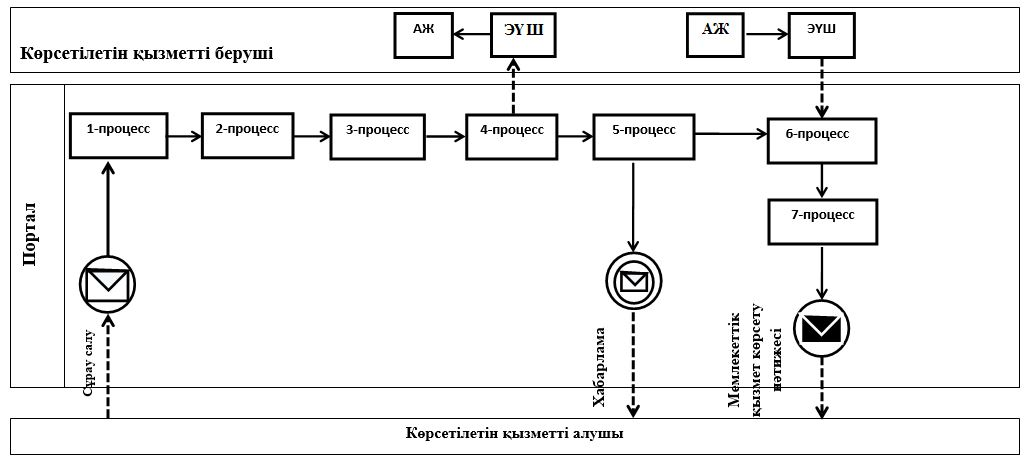 АЖ
ЭҮШ
АЖ
ЭҮШ
Көрсетілетін қызметті беруші
1-процесс
2-процесс
3-процесс
4-процесс
5-процесс
6-процесс
7-процесс
Портал
Сұрау салу
Хабарлама
Мемлекеттік
қызмет көрсету
нәтижесі
Көрсетілетін қызметті алушы